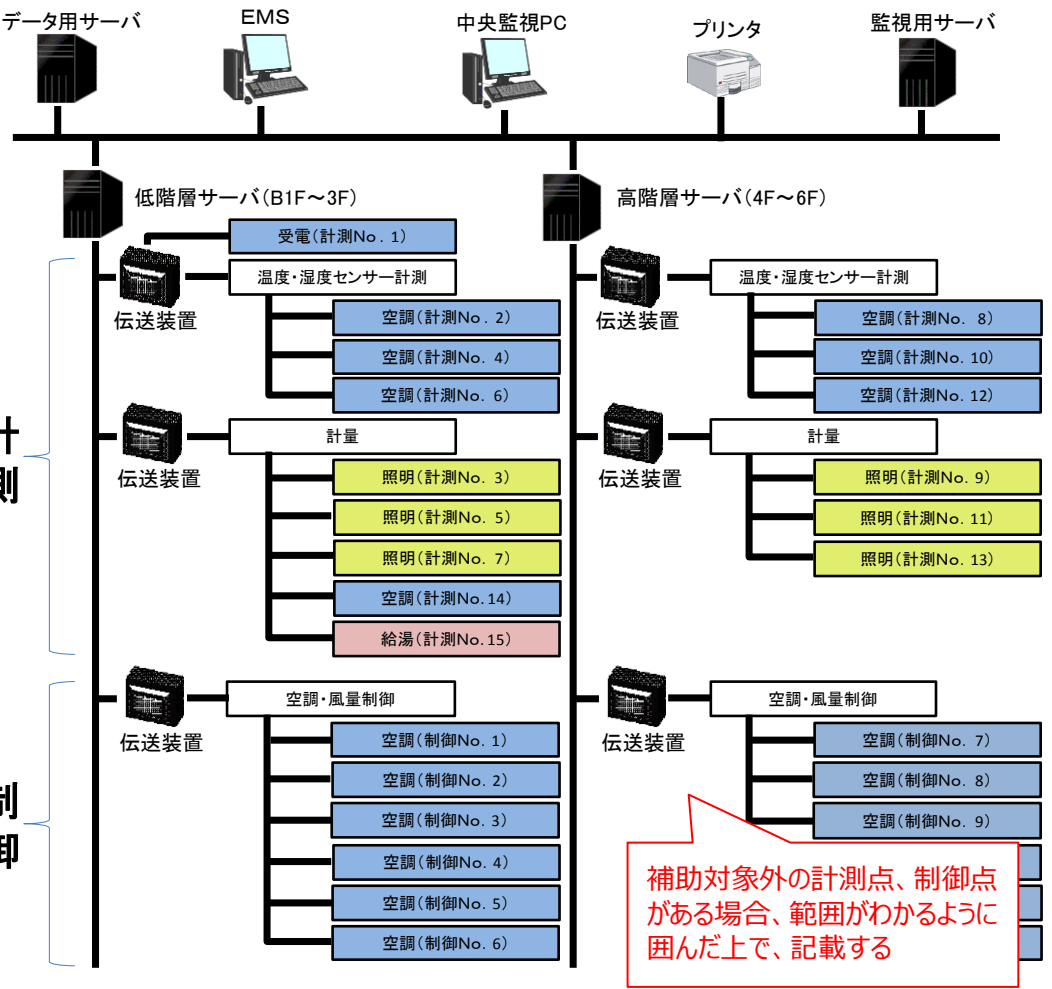 データ用サーバ
EMS
中央監視PC
プリンタ
監視用サーバ
低階層サーバ(B1F~3F)
高階層サーバ(4F~6F)
受電(計測No. 1)
温度・湿度センサー計測
伝送装置
空調(計測No. 2)
空調(計測No. 4)
空調(計測No. 6)
計量
伝送装置
照明(計測No. 3)
照明(計測No. 5)
照明(計測No. 7)
空調(計測No.14)
給湯(計測No.15)
空調・風量制御
伝送装置
空調(制御No. 1)
空調(制御No. 2)
空調(制御No. 3)
空調(制御No. 4)
空調(制御No. 5)
空調(制御No. 6)
温度・湿度センサー計測
伝送装置
空調(計測No. 8)
空調(計測No. 10)
空調(計測No. 12)
計量
伝送装置
照明(計測No. 9)
照明(計測No. 11)
照明(計測No. 13)
空調・風量制御
伝送装置
空調(制御No. 7)
空調(制御No. 8)
空調(制御No. 9)
補助対象外の計測点、制御点
がある場合、範囲がわかるように
囲んだ上で、記載する